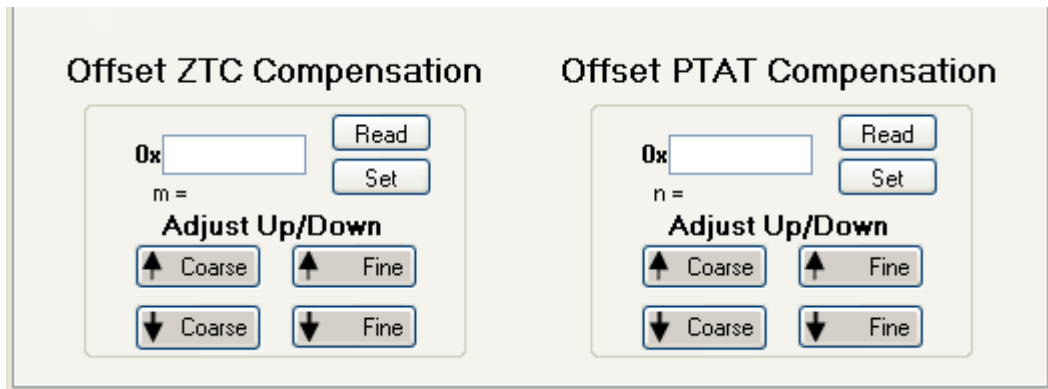 Offset ZTC Compensation
0x
Read
Set
m =
Adjust Up/Down
Coarse
Fine
Coarse
Fine
Offset PTAT Compensation
0x
Read
Set
n =
Adjust Up/Down
Coarse
Fine
Coarse
Fine